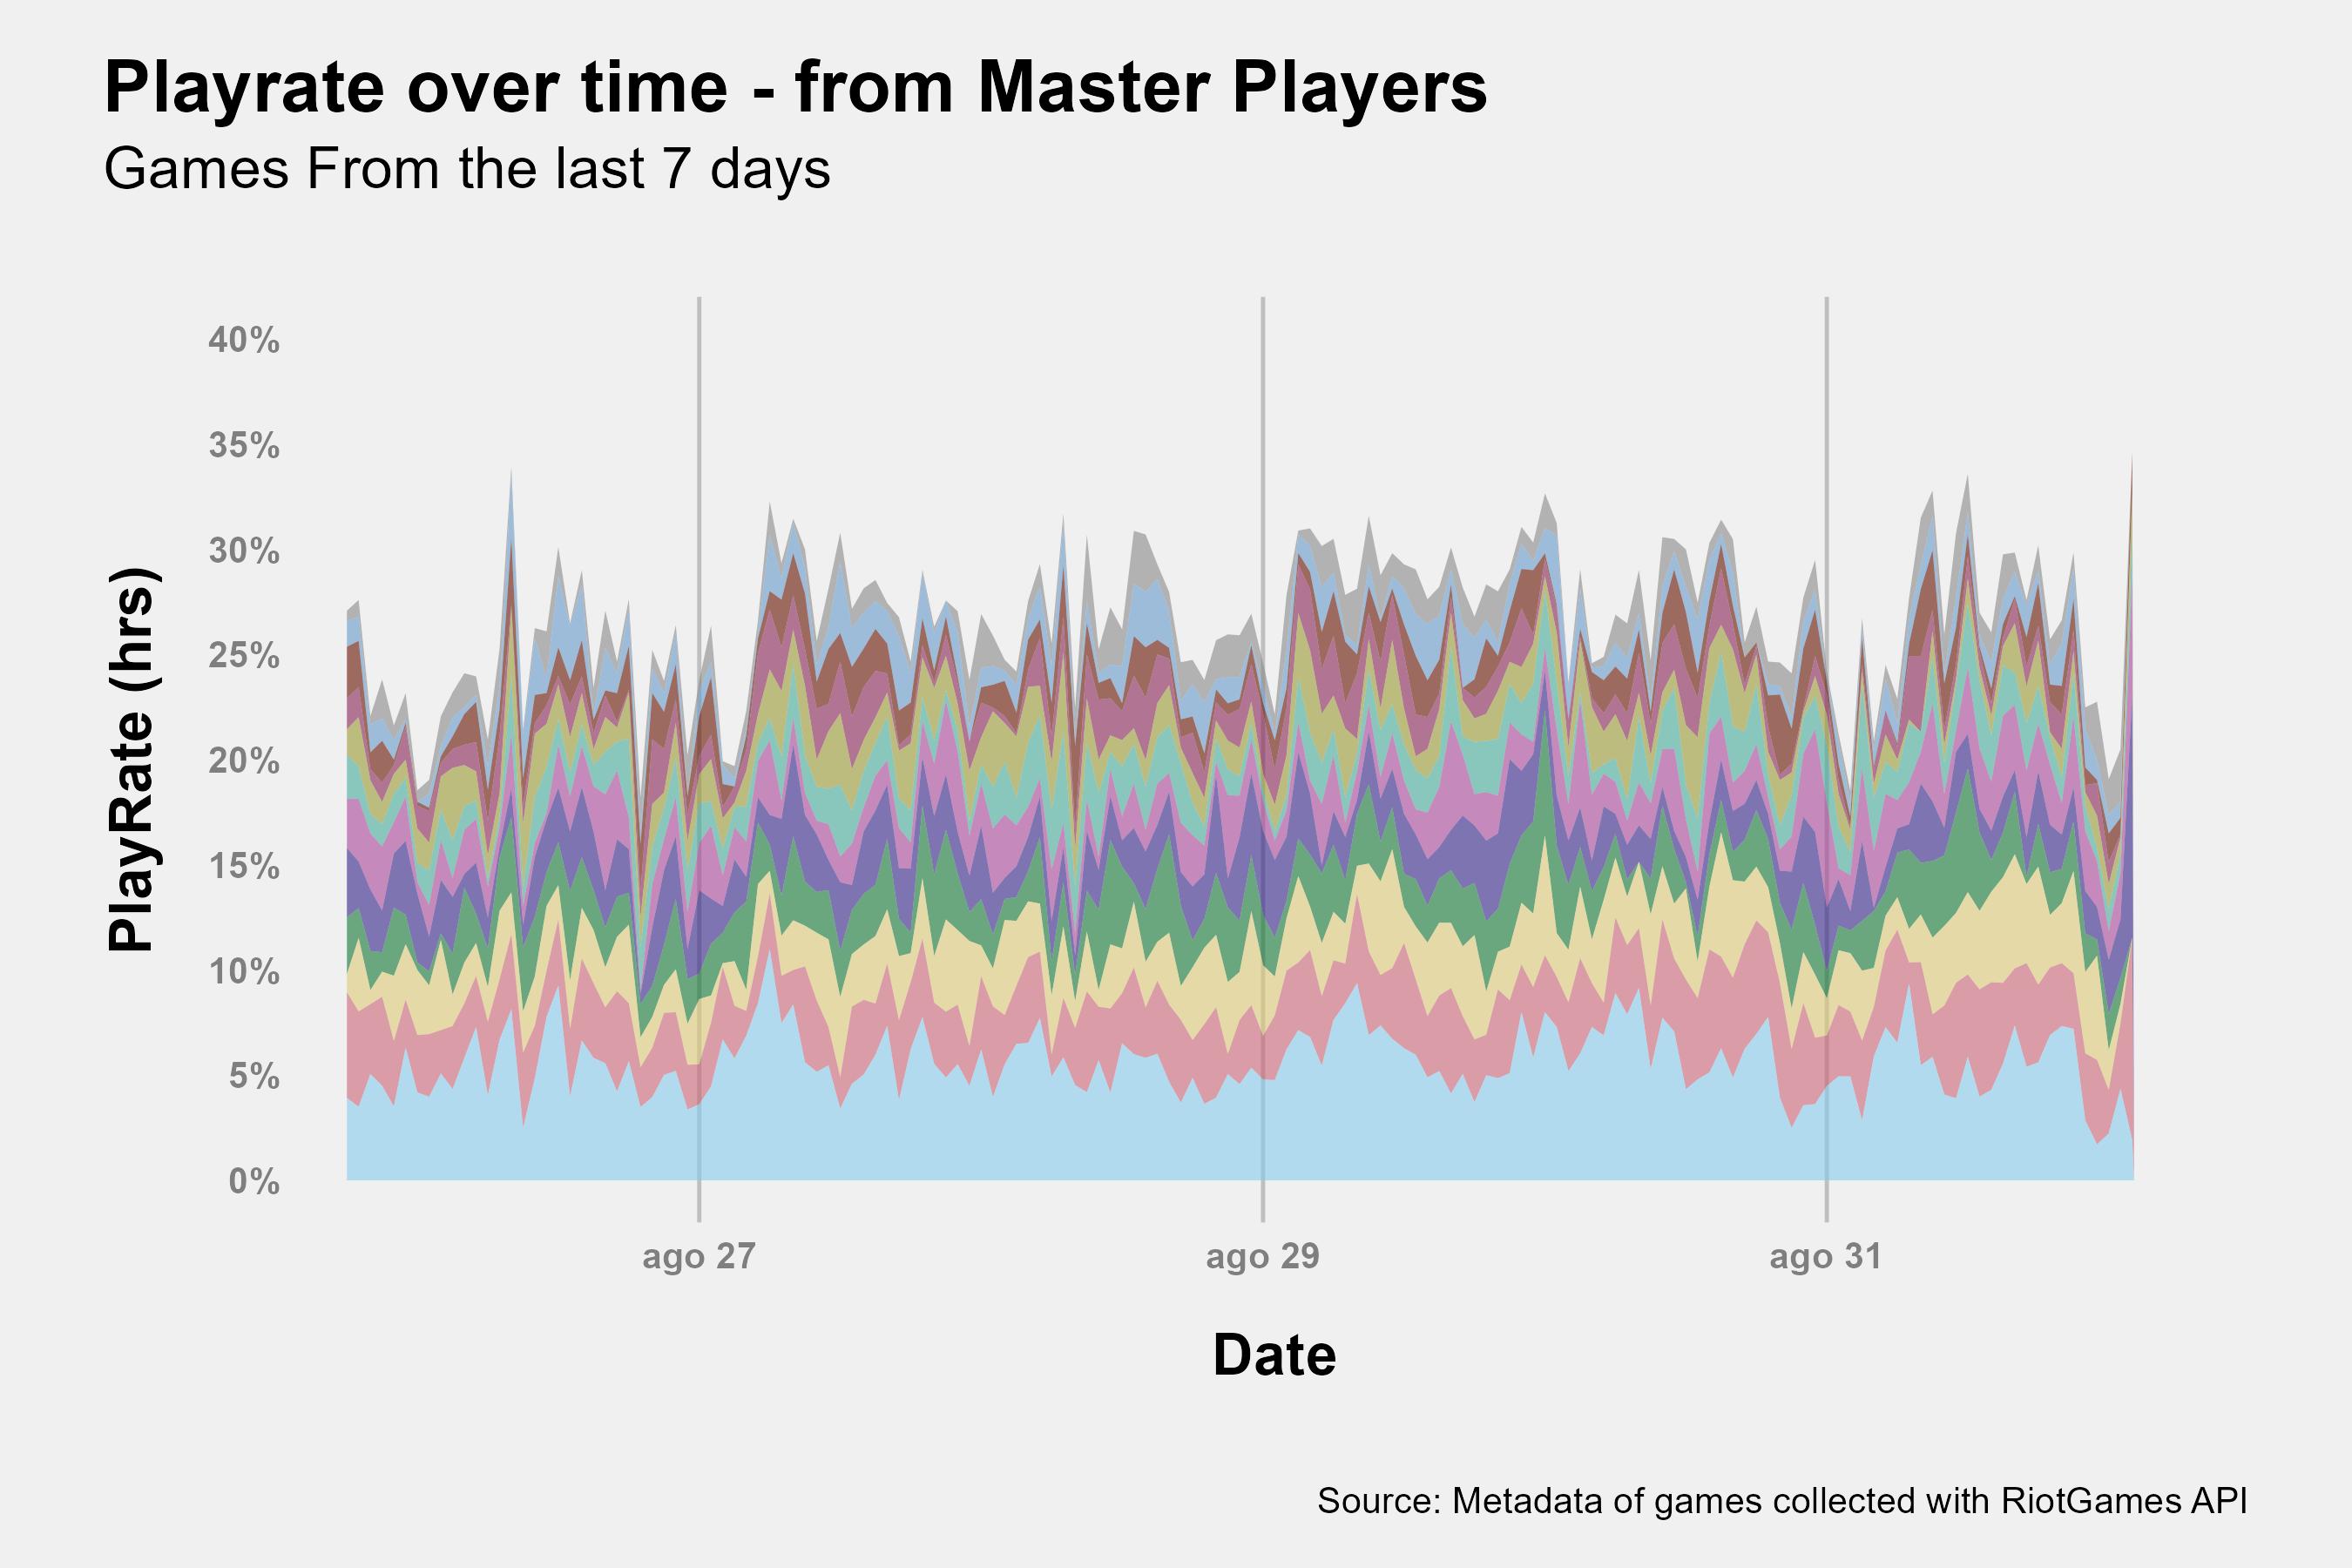 Playrate over time - from Master Players
Games From the last 7 days
PlayRate (hrs)
40%
35%
30%
25%
20%
15%
10%
5%
0%
ago 27
ago 29
ago 31
Date
Source: Metadata of games collected with RiotGames API